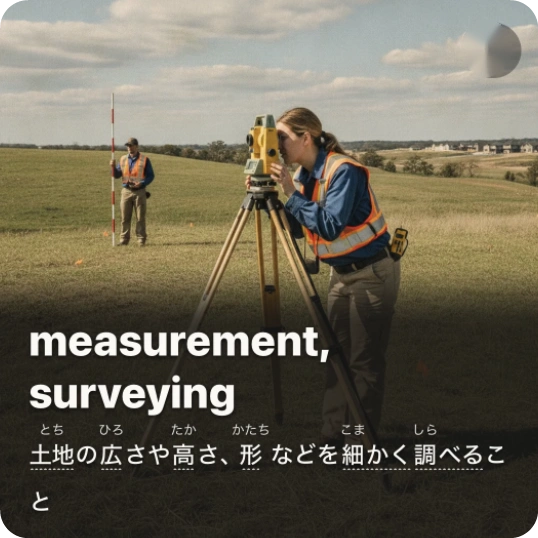 measurement,
surveying
とち ひろ たか かたち こま しら
土地の広さや高さ、形 などを細かく調べるこ
と